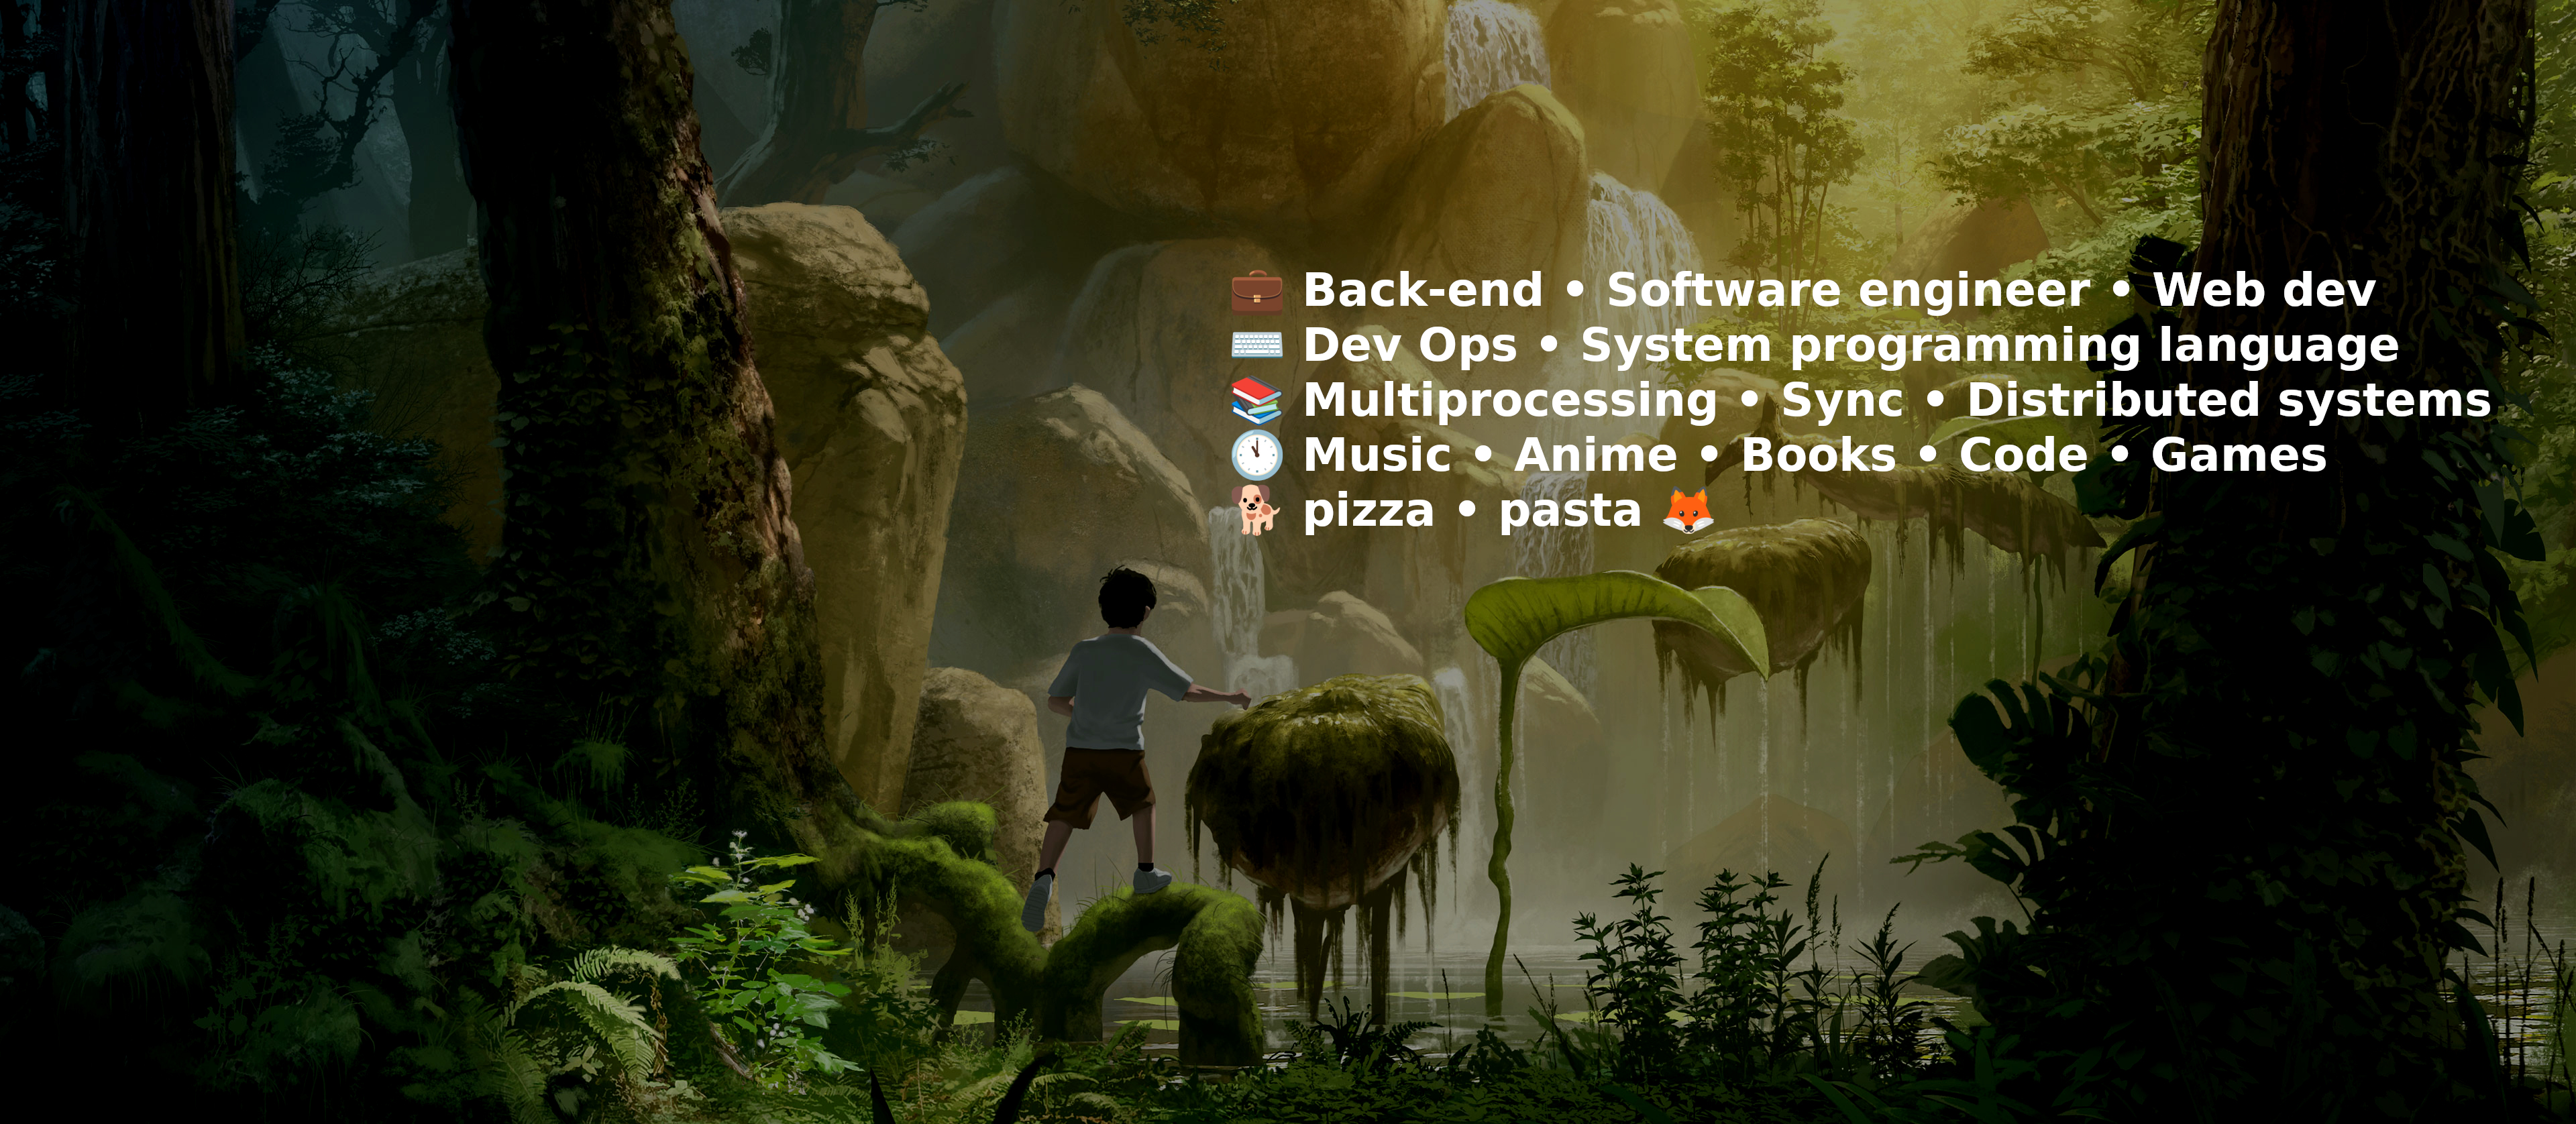 💼 Back-end • Software engineer • Web dev
⌨️ Dev Ops • System programming language
📚 Multiprocessing • Sync • Distributed systems
🕚 Music • Anime • Books • Code • Games
🐕 pizza • pasta 🦊